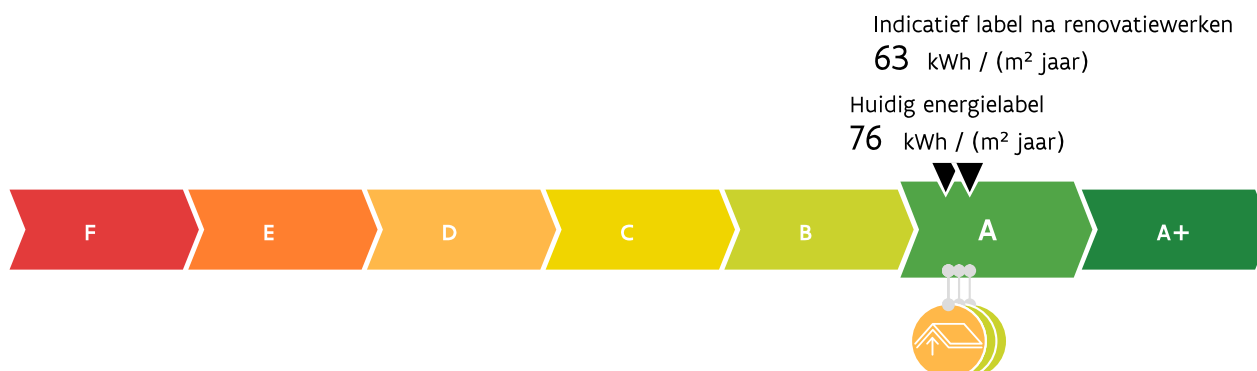 Indicatief label na renovatiewerken
63 kWh / (m² jaar)
Huidig energielabel
76 kWh / (m² jaar)
F E D C B A A+